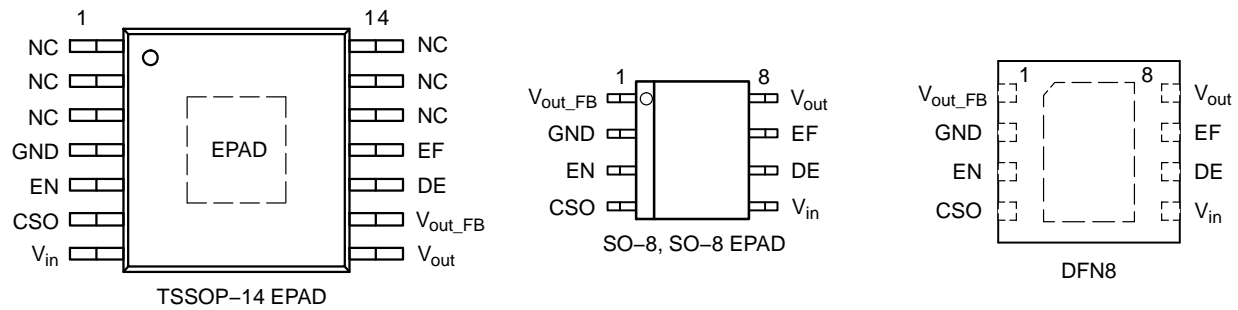 1 14
NC NC
NC NC
NC NC
GND EPAD EF
EN DE
CSO Vout_FB
Vin Vout
TSSOP–14 EPAD
1 8
Vout_FB Vout
GND EF
EN DE
CSO Vin
SO–8, SO–8 EPAD
1 8
Vout_FB Vout
GND EF
EN DE
CSO Vin
DFN8